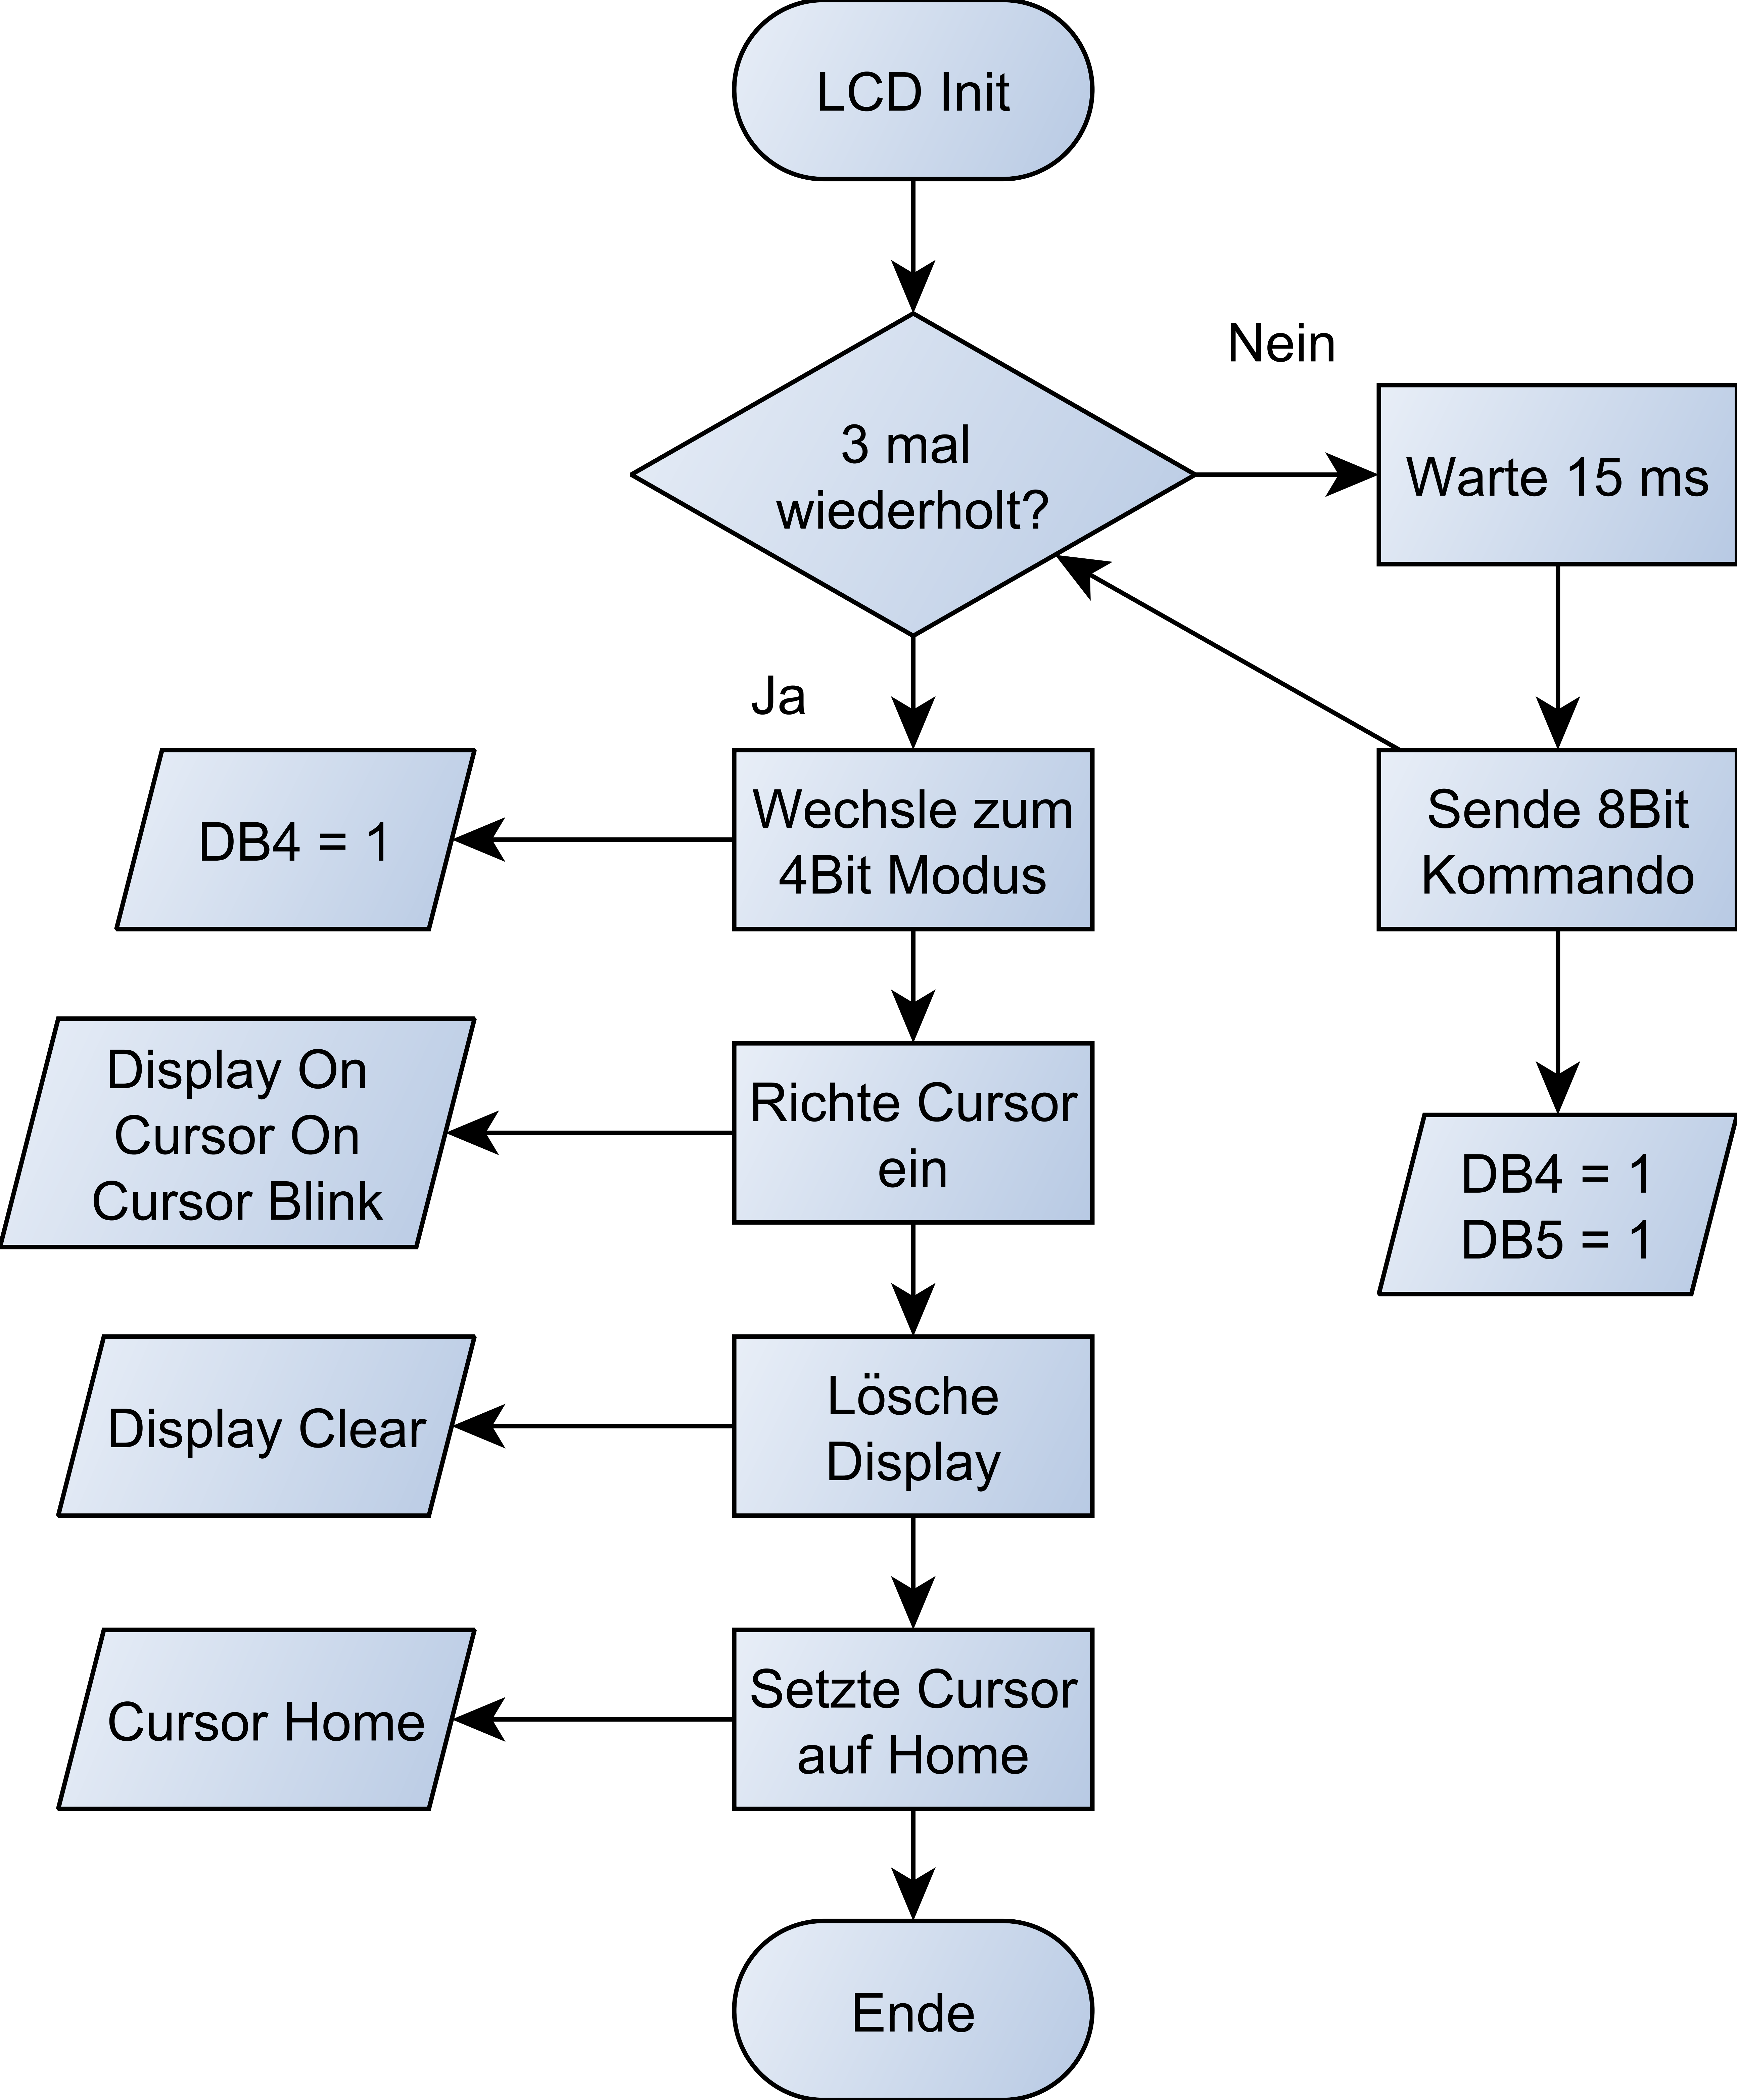 LCD Init
3 mal
wiederholt?
Nein
Warte 15 ms
Ja
DB4 = 1
Wechsle zum
4Bit Modus
Sende 8Bit
Kommando
Display On
Cursor On
Cursor Blink
Richte Cursor
ein
DB4 = 1
DB5 = 1
Display Clear
Lösche
Display
Cursor Home
Setzte Cursor
auf Home
Ende